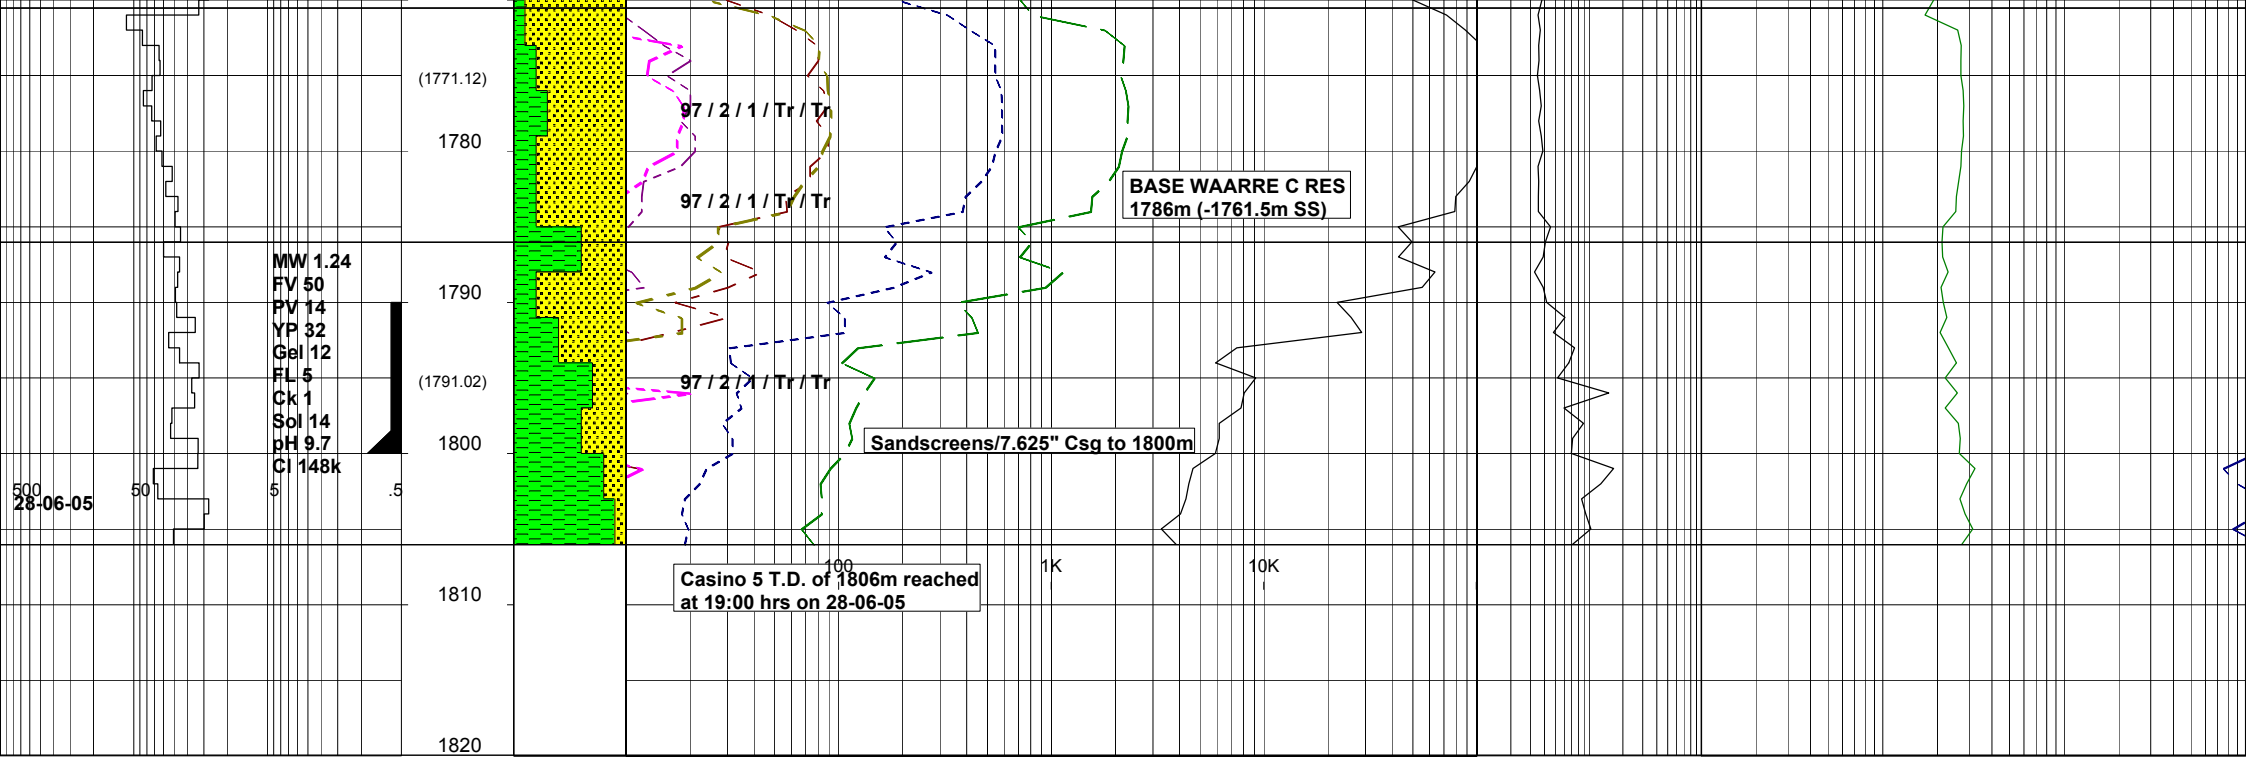 (1771.12)
97 / 2 / 1 / Tr / Tr
1780
BASE WAARRE C RES
1786m (-1761.5m SS)
97 / 2 / 1 / Tr / Tr
MW 1.24
FV 50
PV 14
YP 32
Gel 12
FL 5
Ck 1
Sol 14
pH 9.7
Cl 148k
1790
(1791.02)
97 / 2 / 1 / Tr / Tr
1800
Sandscreens/7.625" Csg to 1800m
500
50
5
.5
28-06-05
100
1K
10K
Casino 5 T.D. of 1806m reached
at 19:00 hrs on 28-06-05
1810
1820